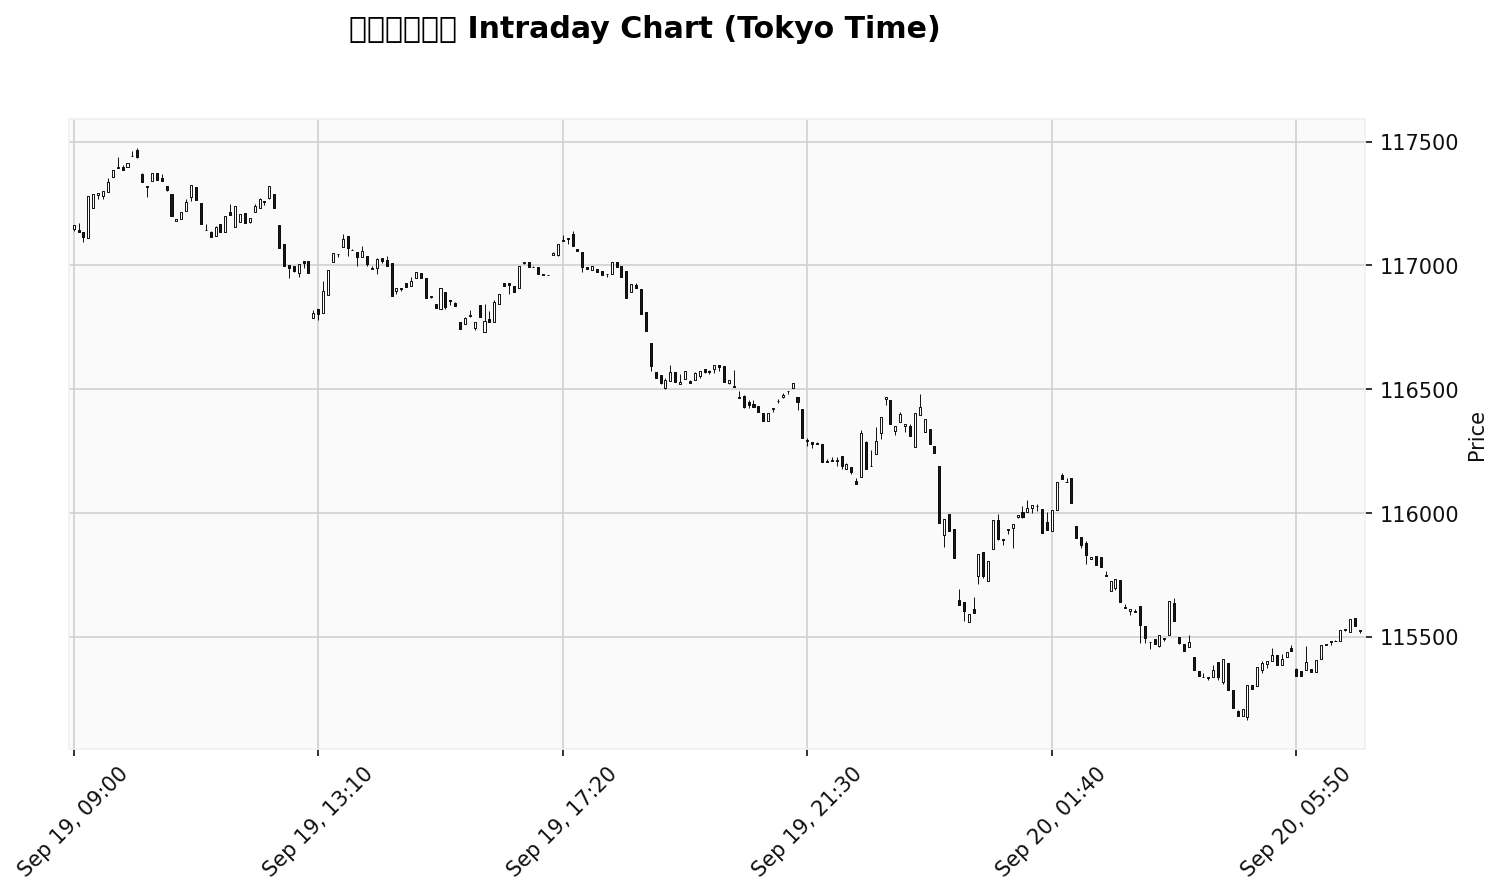 Intraday Chart (Tokyo Time)
117500
117000
116500
116000
115500
Price
Sep 19, 09:00
Sep 19, 13:10
Sep 19, 17:20
Sep 19, 21:30
Sep 20, 01:40
Sep 20, 05:50